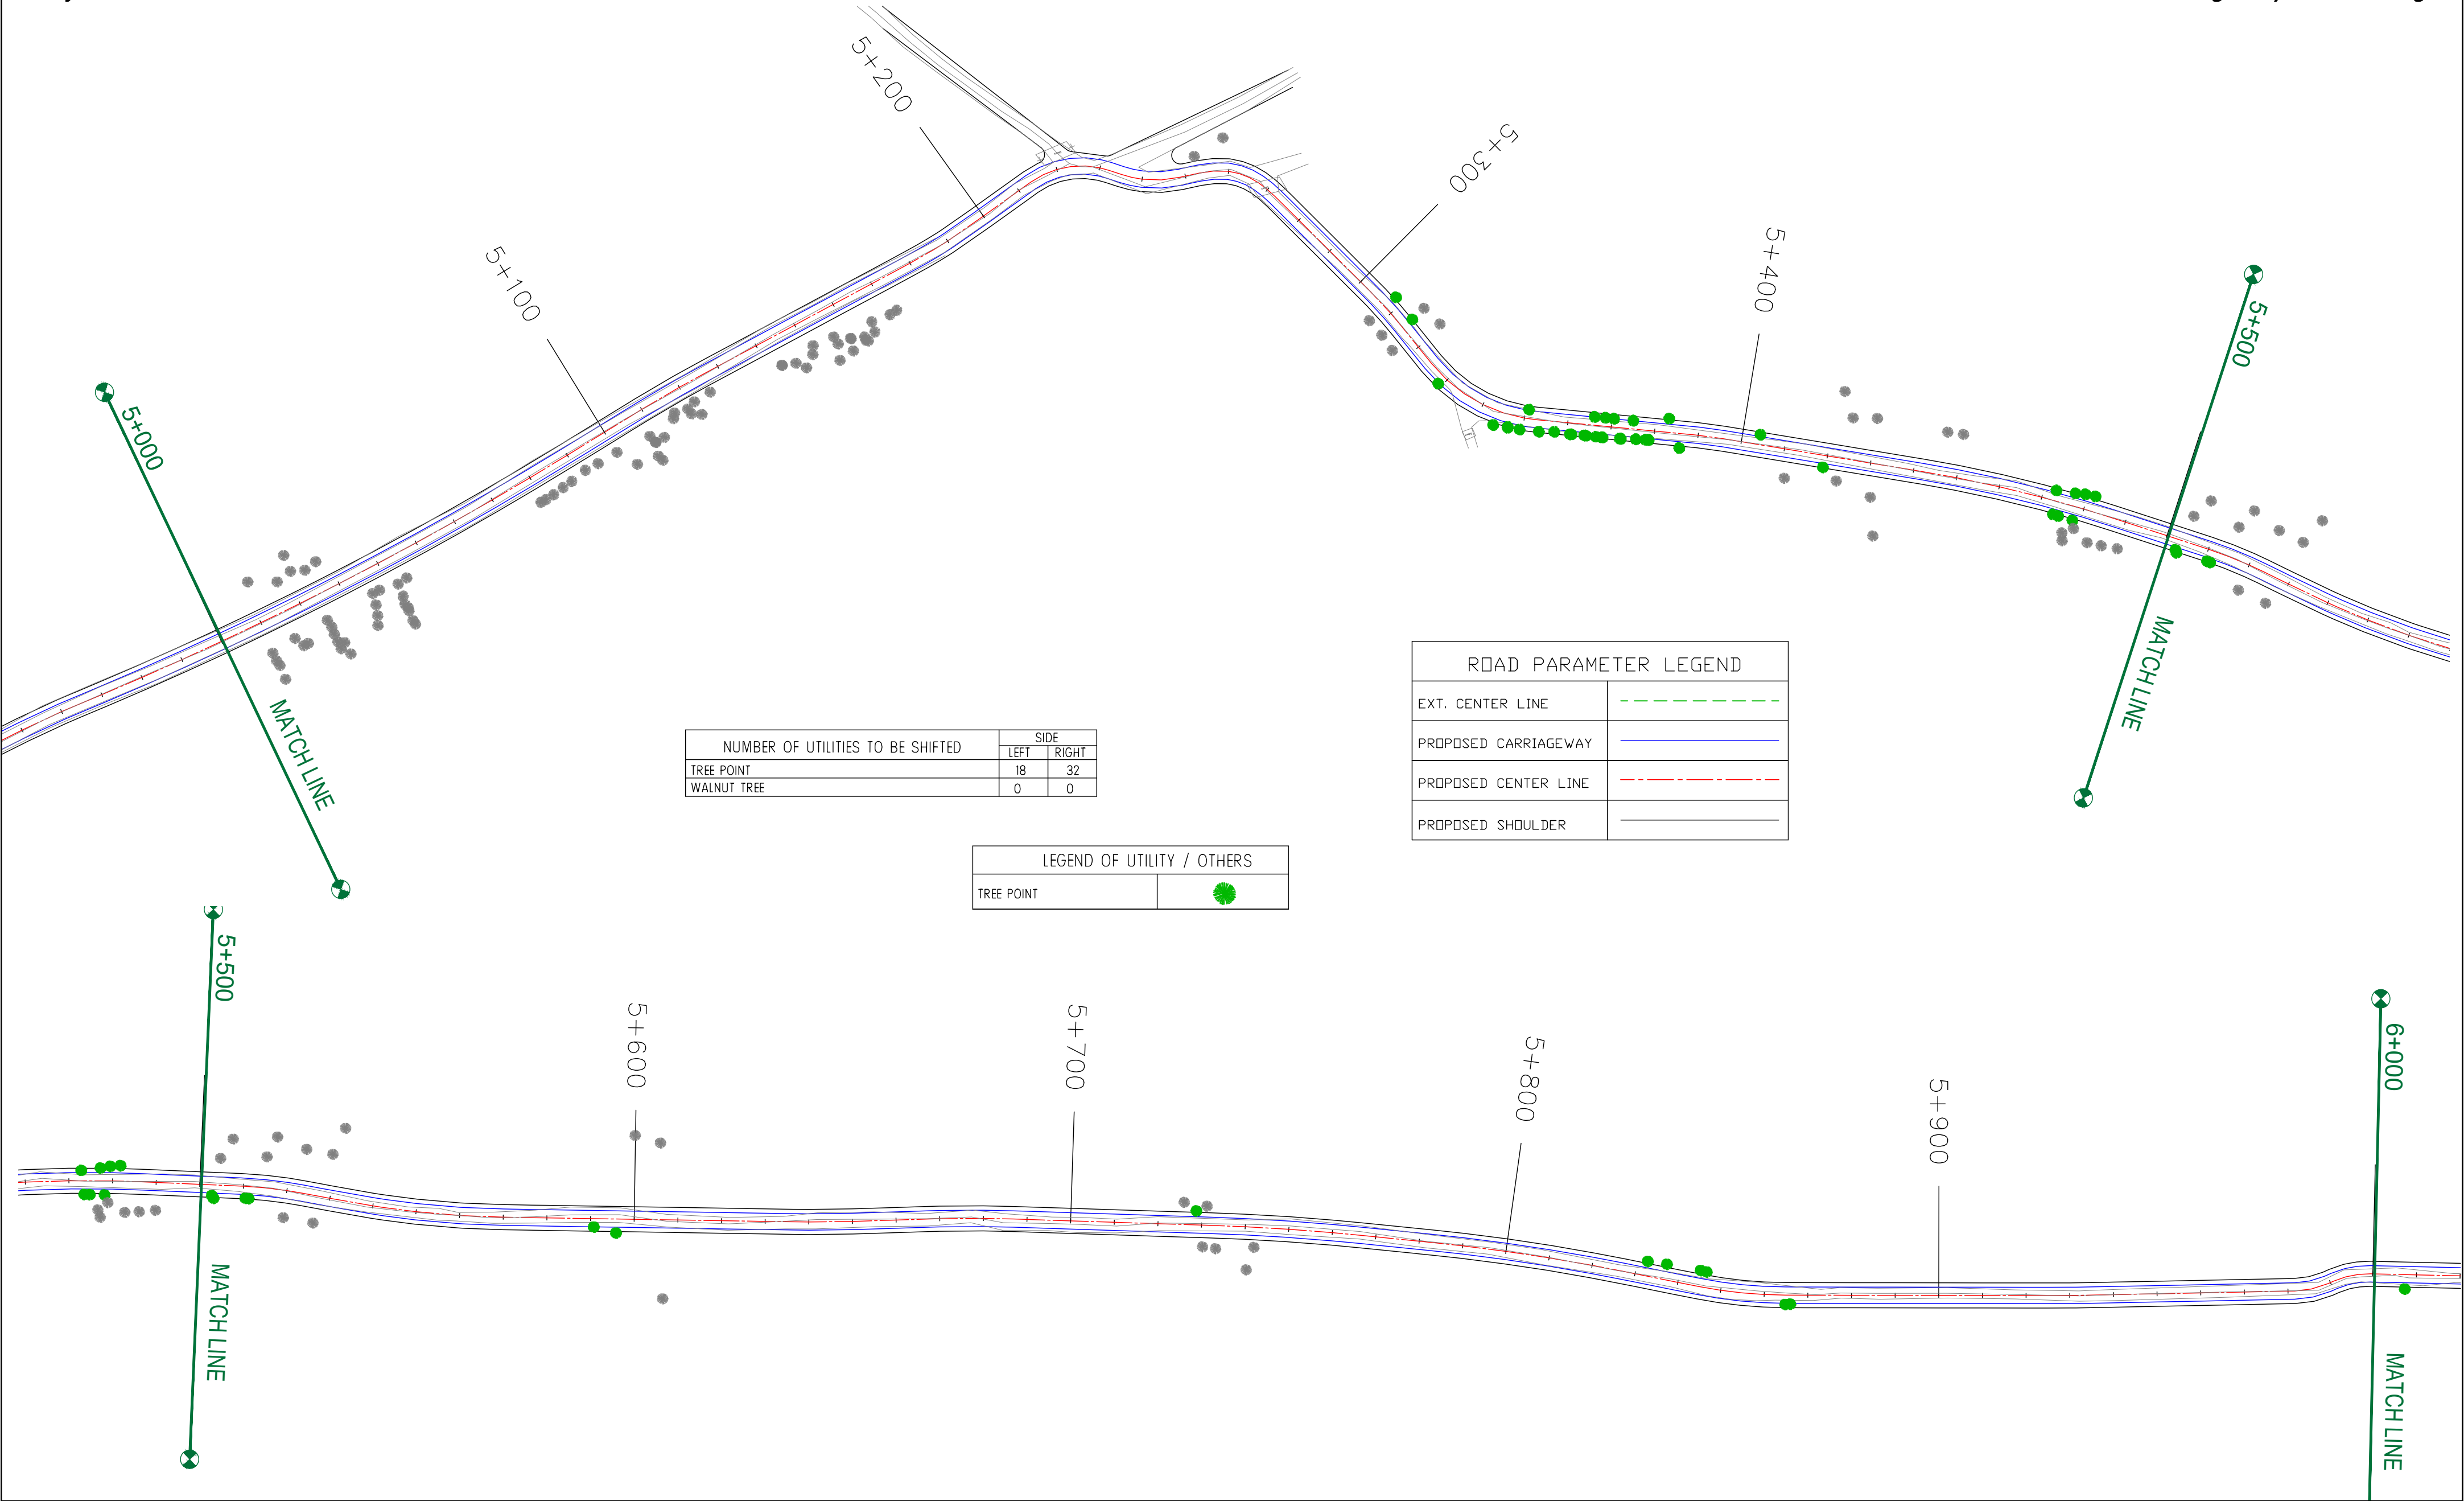 5+200
5+300
5+100
5+400
5+500
5+000
MATCH LINE
MATCH LINE
NUMBER OF UTILITIES TO BE SHIFTED SIDE
LEFT RIGHT
TREE POINT 18 32
WALNUT TREE 0 0
ROAD PARAMETER LEGEND
EXT. CENTER LINE
PROPOSED CARRIAGEWAY
PROPOSED CENTER LINE
PROPOSED SHOULDER
LEGEND OF UTILITY / OTHERS
TREE POINT
5+500
5+600
5+700
5+800
5+900
6+000
MATCH LINE
MATCH LINE